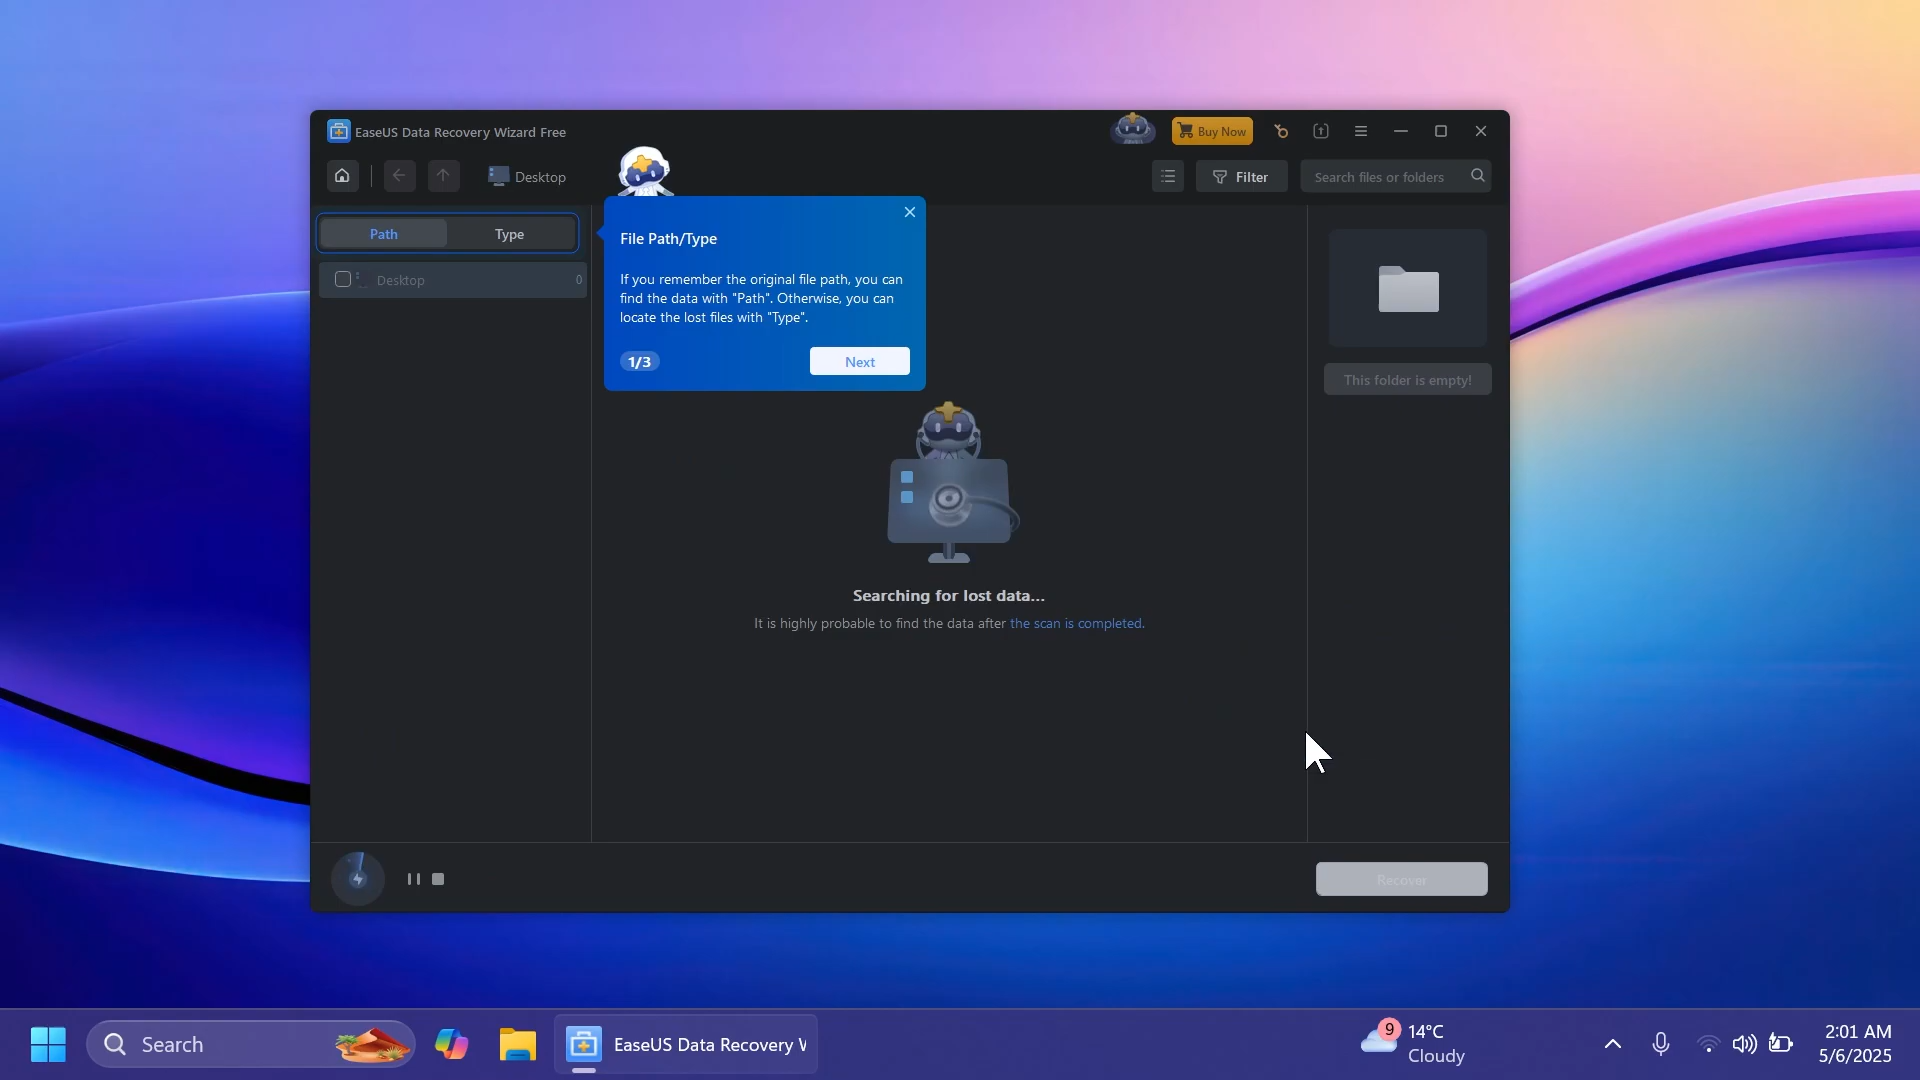 EaseUS Data Recovery Wizard Free
Buy Now
Desktop
Filter
Search files or folders
Path
Type
Desktop
0
File Path/Type
If you remember the original file path, you can
find the data with "Path". Otherwise, you can
locate the lost files with "Type".
1/3
Next
This folder is empty!
Searching for lost data...
It is highly probable to find the data after the scan is completed.
Recover
Search
EaseUS Data Recovery W
9
14°C
Cloudy
2:01 AM
5/6/2025